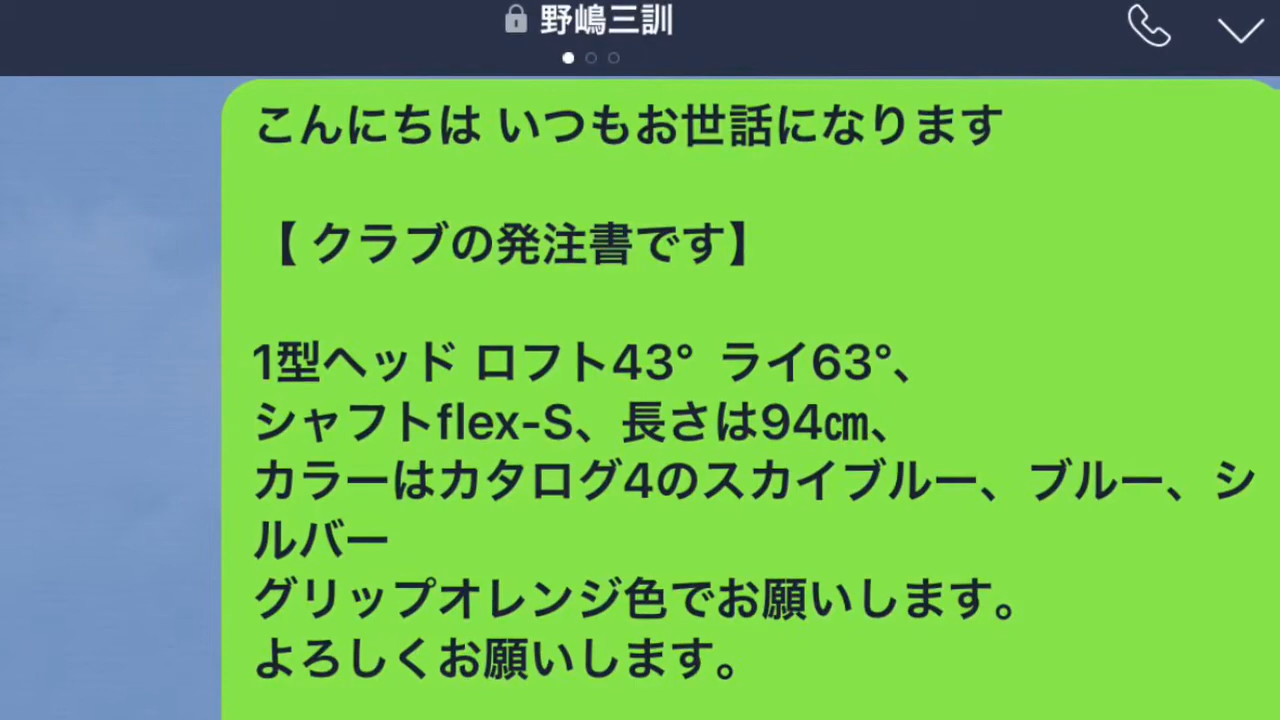 野嶋三訓
こんにちは いつもお世話になります
【 クラブの発注書です】
1型ヘッド ロフト43° ライ63°、
シャフトflex-S、長さは94㎝、
カラーはカタログ4のスカイブルー、ブルー、シ
ルバー
グリップオレンジ色でお願いします。
よろしくお願いします。